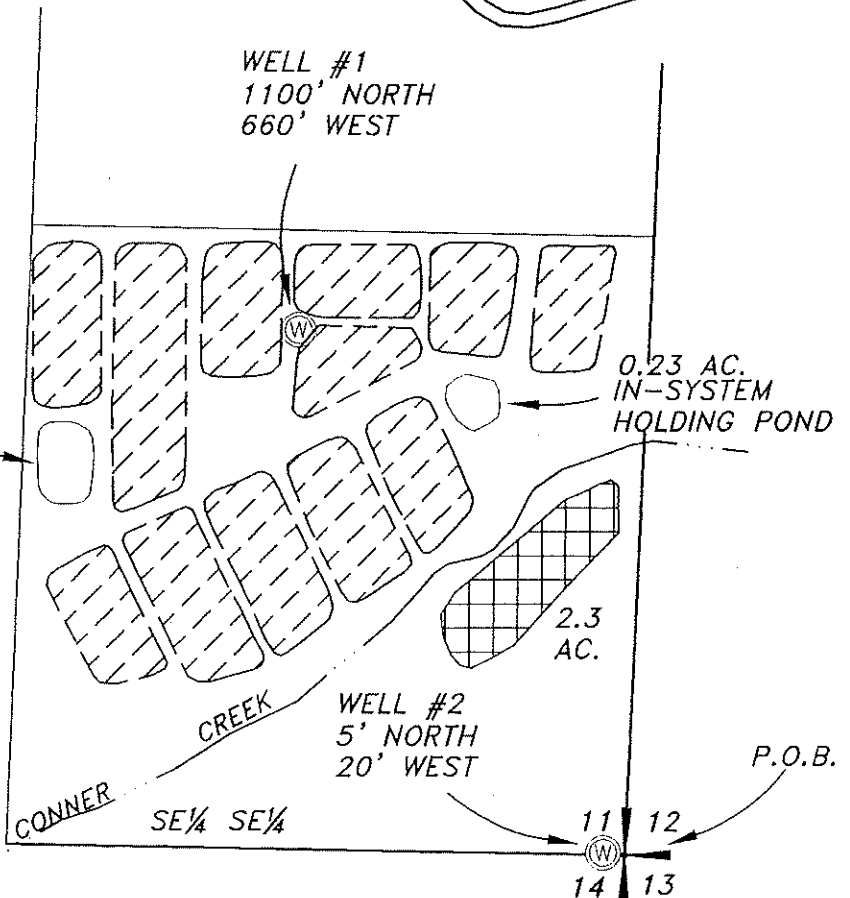 WELL #1
1100' NORTH
660' WEST
W
0.23 AC.
IN-SYSTEM
HOLDING POND
2.3
AC.
WELL #2
5' NORTH
20' WEST
CONNER CREEK
P.O.B.
SE¼ SE¼
11 12
W
14 13